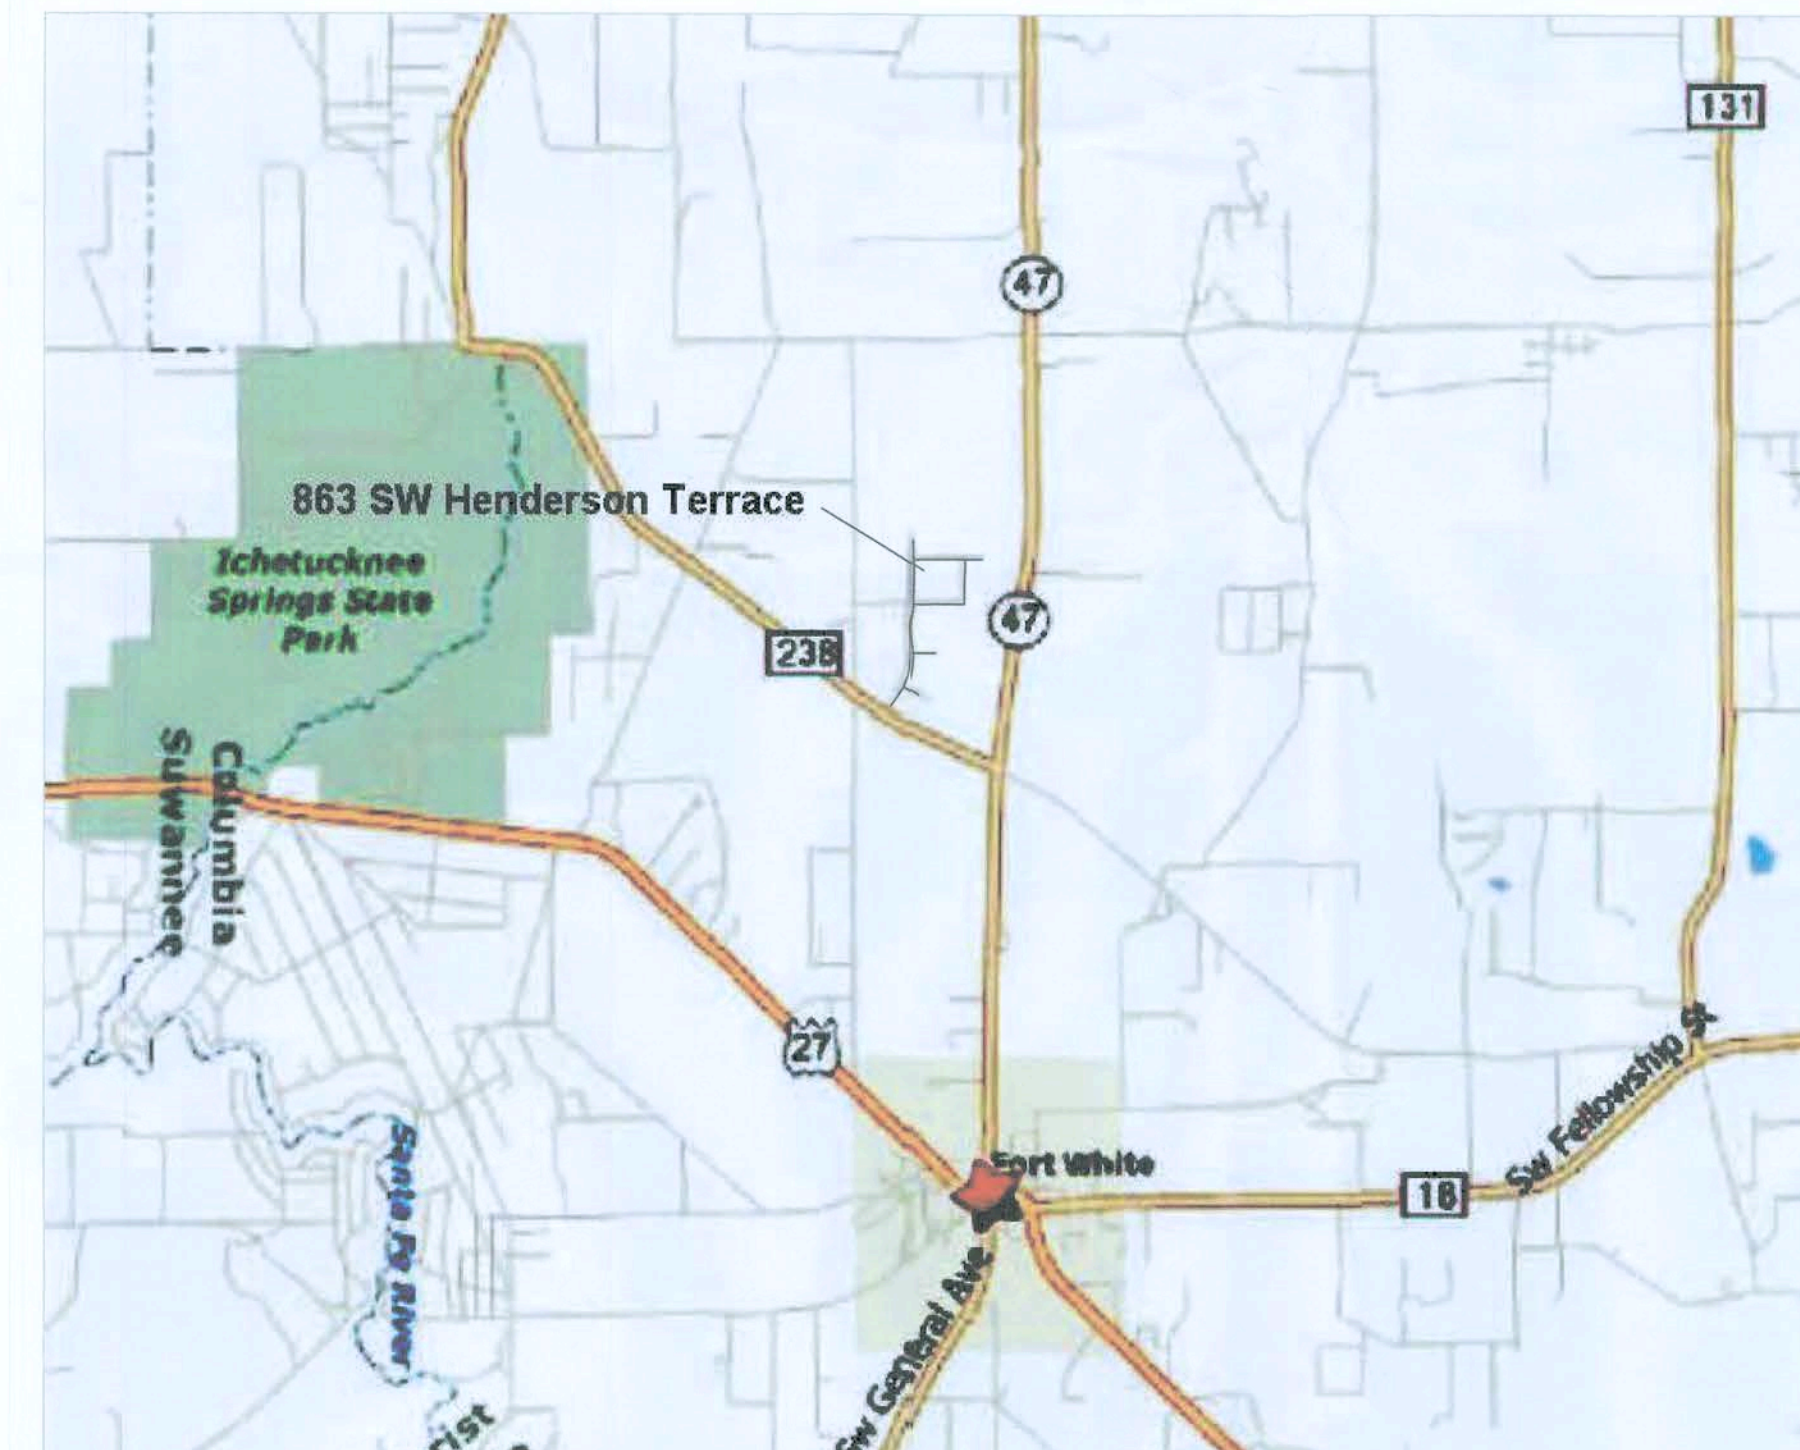 131
47
863 SW Henderson Terrace
Ichetucknee
Springs State
Park
47
238
Columbia
Suwannee
27
SW Fellowship St
Fort White
18
Santa Fe River
SW General Ave